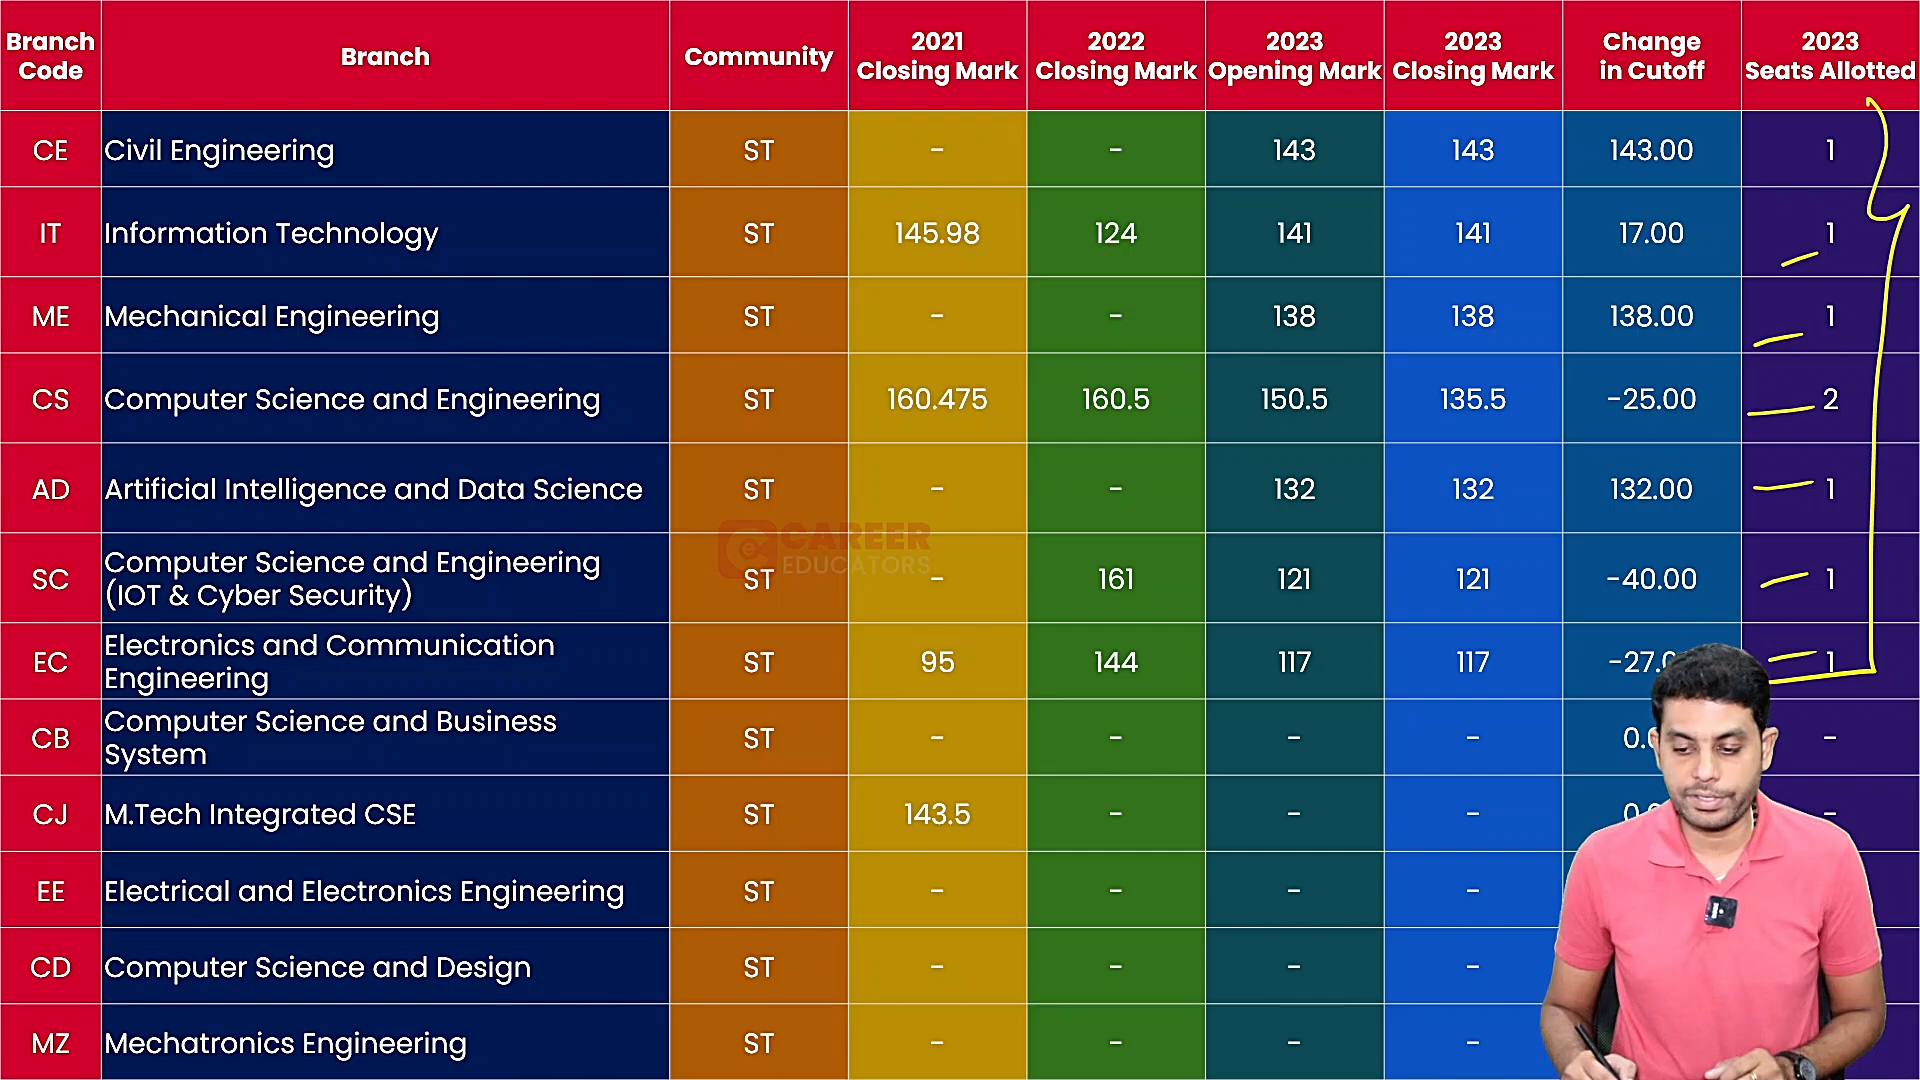 Branch Code Branch Community 2021 Closing Mark 2022 Closing Mark 2023 Opening Mark 2023 Closing Mark Change in Cutoff 2023 Seats Allotted
CE Civil Engineering ST - - 143 143 143.00 1
IT Information Technology ST 145.98 124 141 141 17.00 1
ME Mechanical Engineering ST - - 138 138 138.00 1
CS Computer Science and Engineering ST 160.475 160.5 150.5 135.5 -25.00 2
AD Artificial Intelligence and Data Science ST - - 132 132 132.00 1
SC Computer Science and Engineering (IOT & Cyber Security) ST - 161 121 121 -40.00 1
CAREER
EDUCATORS
EC Electronics and Communication Engineering ST 95 144 117 117 1
CB Computer Science and Business System ST - - - - -
CJ M.Tech Integrated CSE ST 143.5 - - - -
EE Electrical and Electronics Engineering ST - - - -
CD Computer Science and Design ST - - - -
MZ Mechatronics Engineering ST - - - -